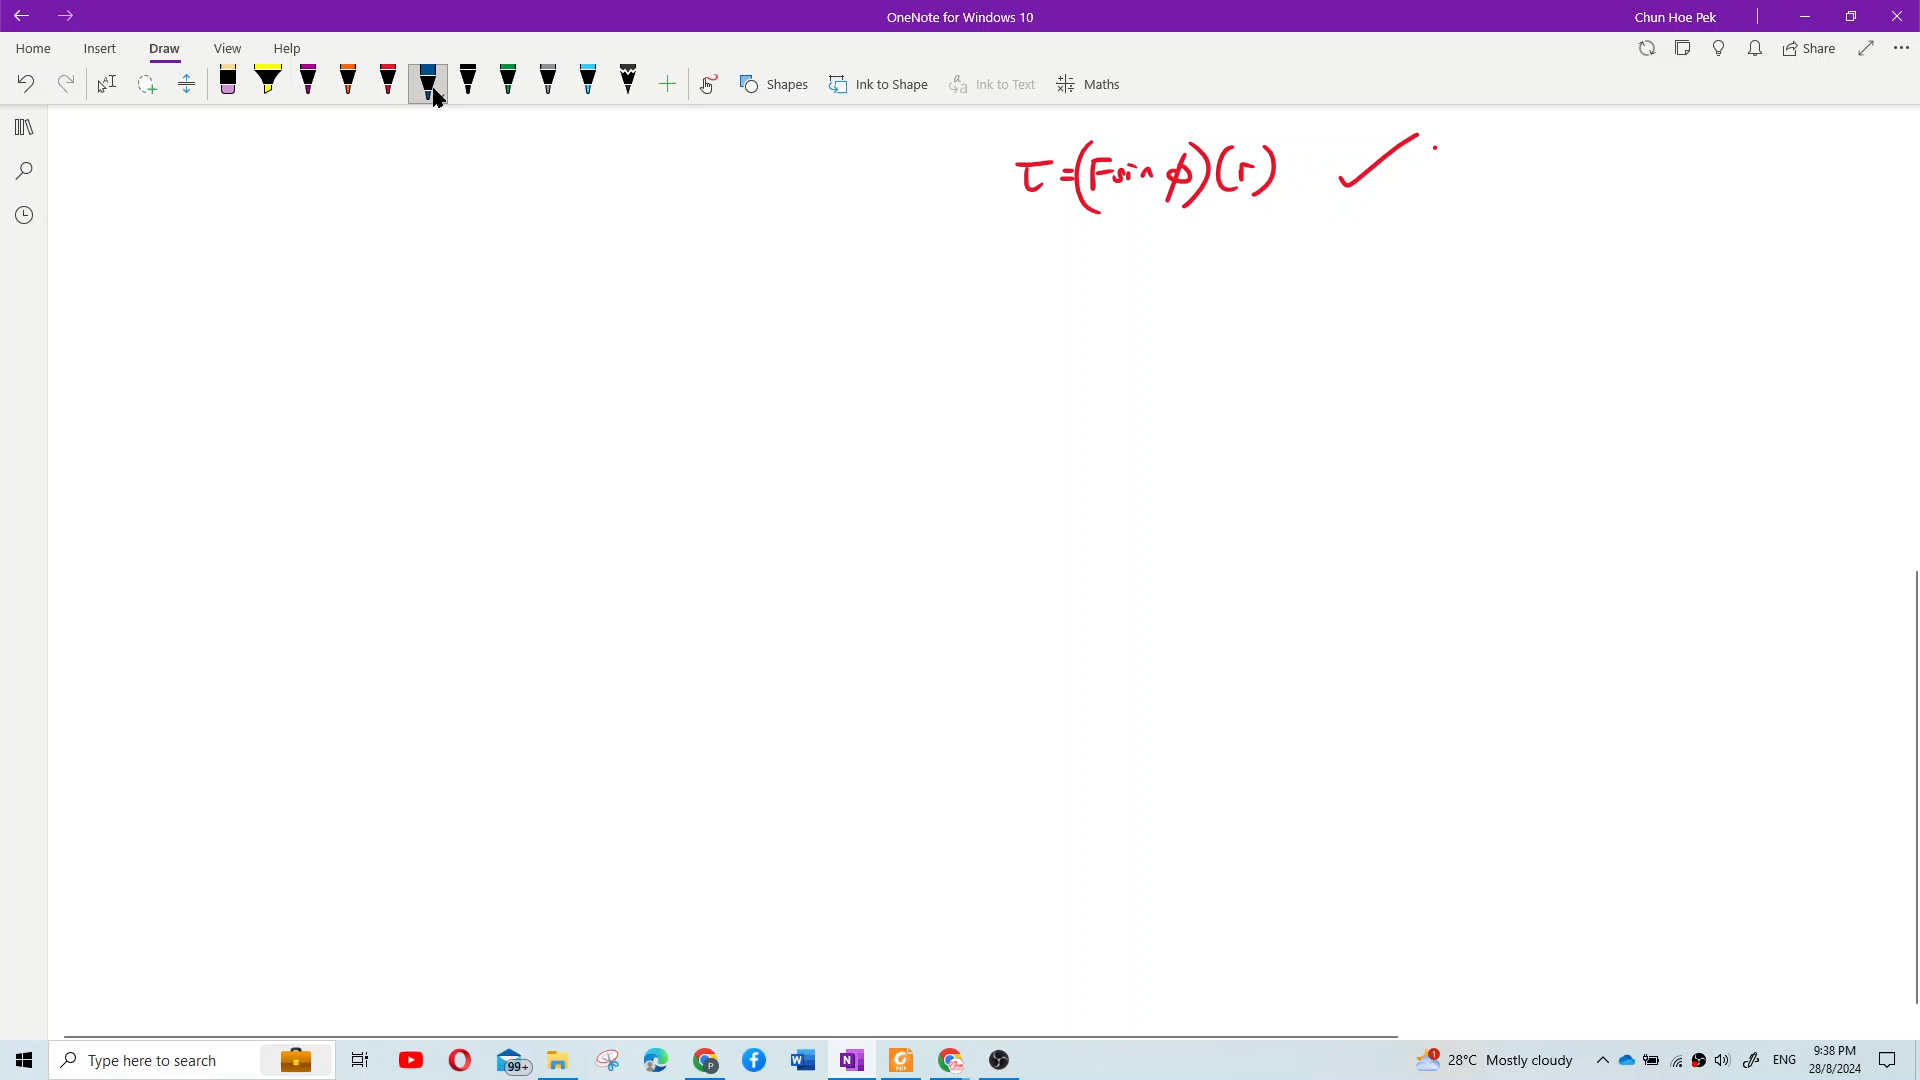 OneNote for Windows 10
Chun Hoe Pek
Home Insert Draw View Help
Share
Shapes Ink to Shape Ink to Text Maths
τ = (F sin ϕ)(r) ✓
Type here to search
99+
1
28°C Mostly cloudy
ENG
9:38 PM
28/8/2024